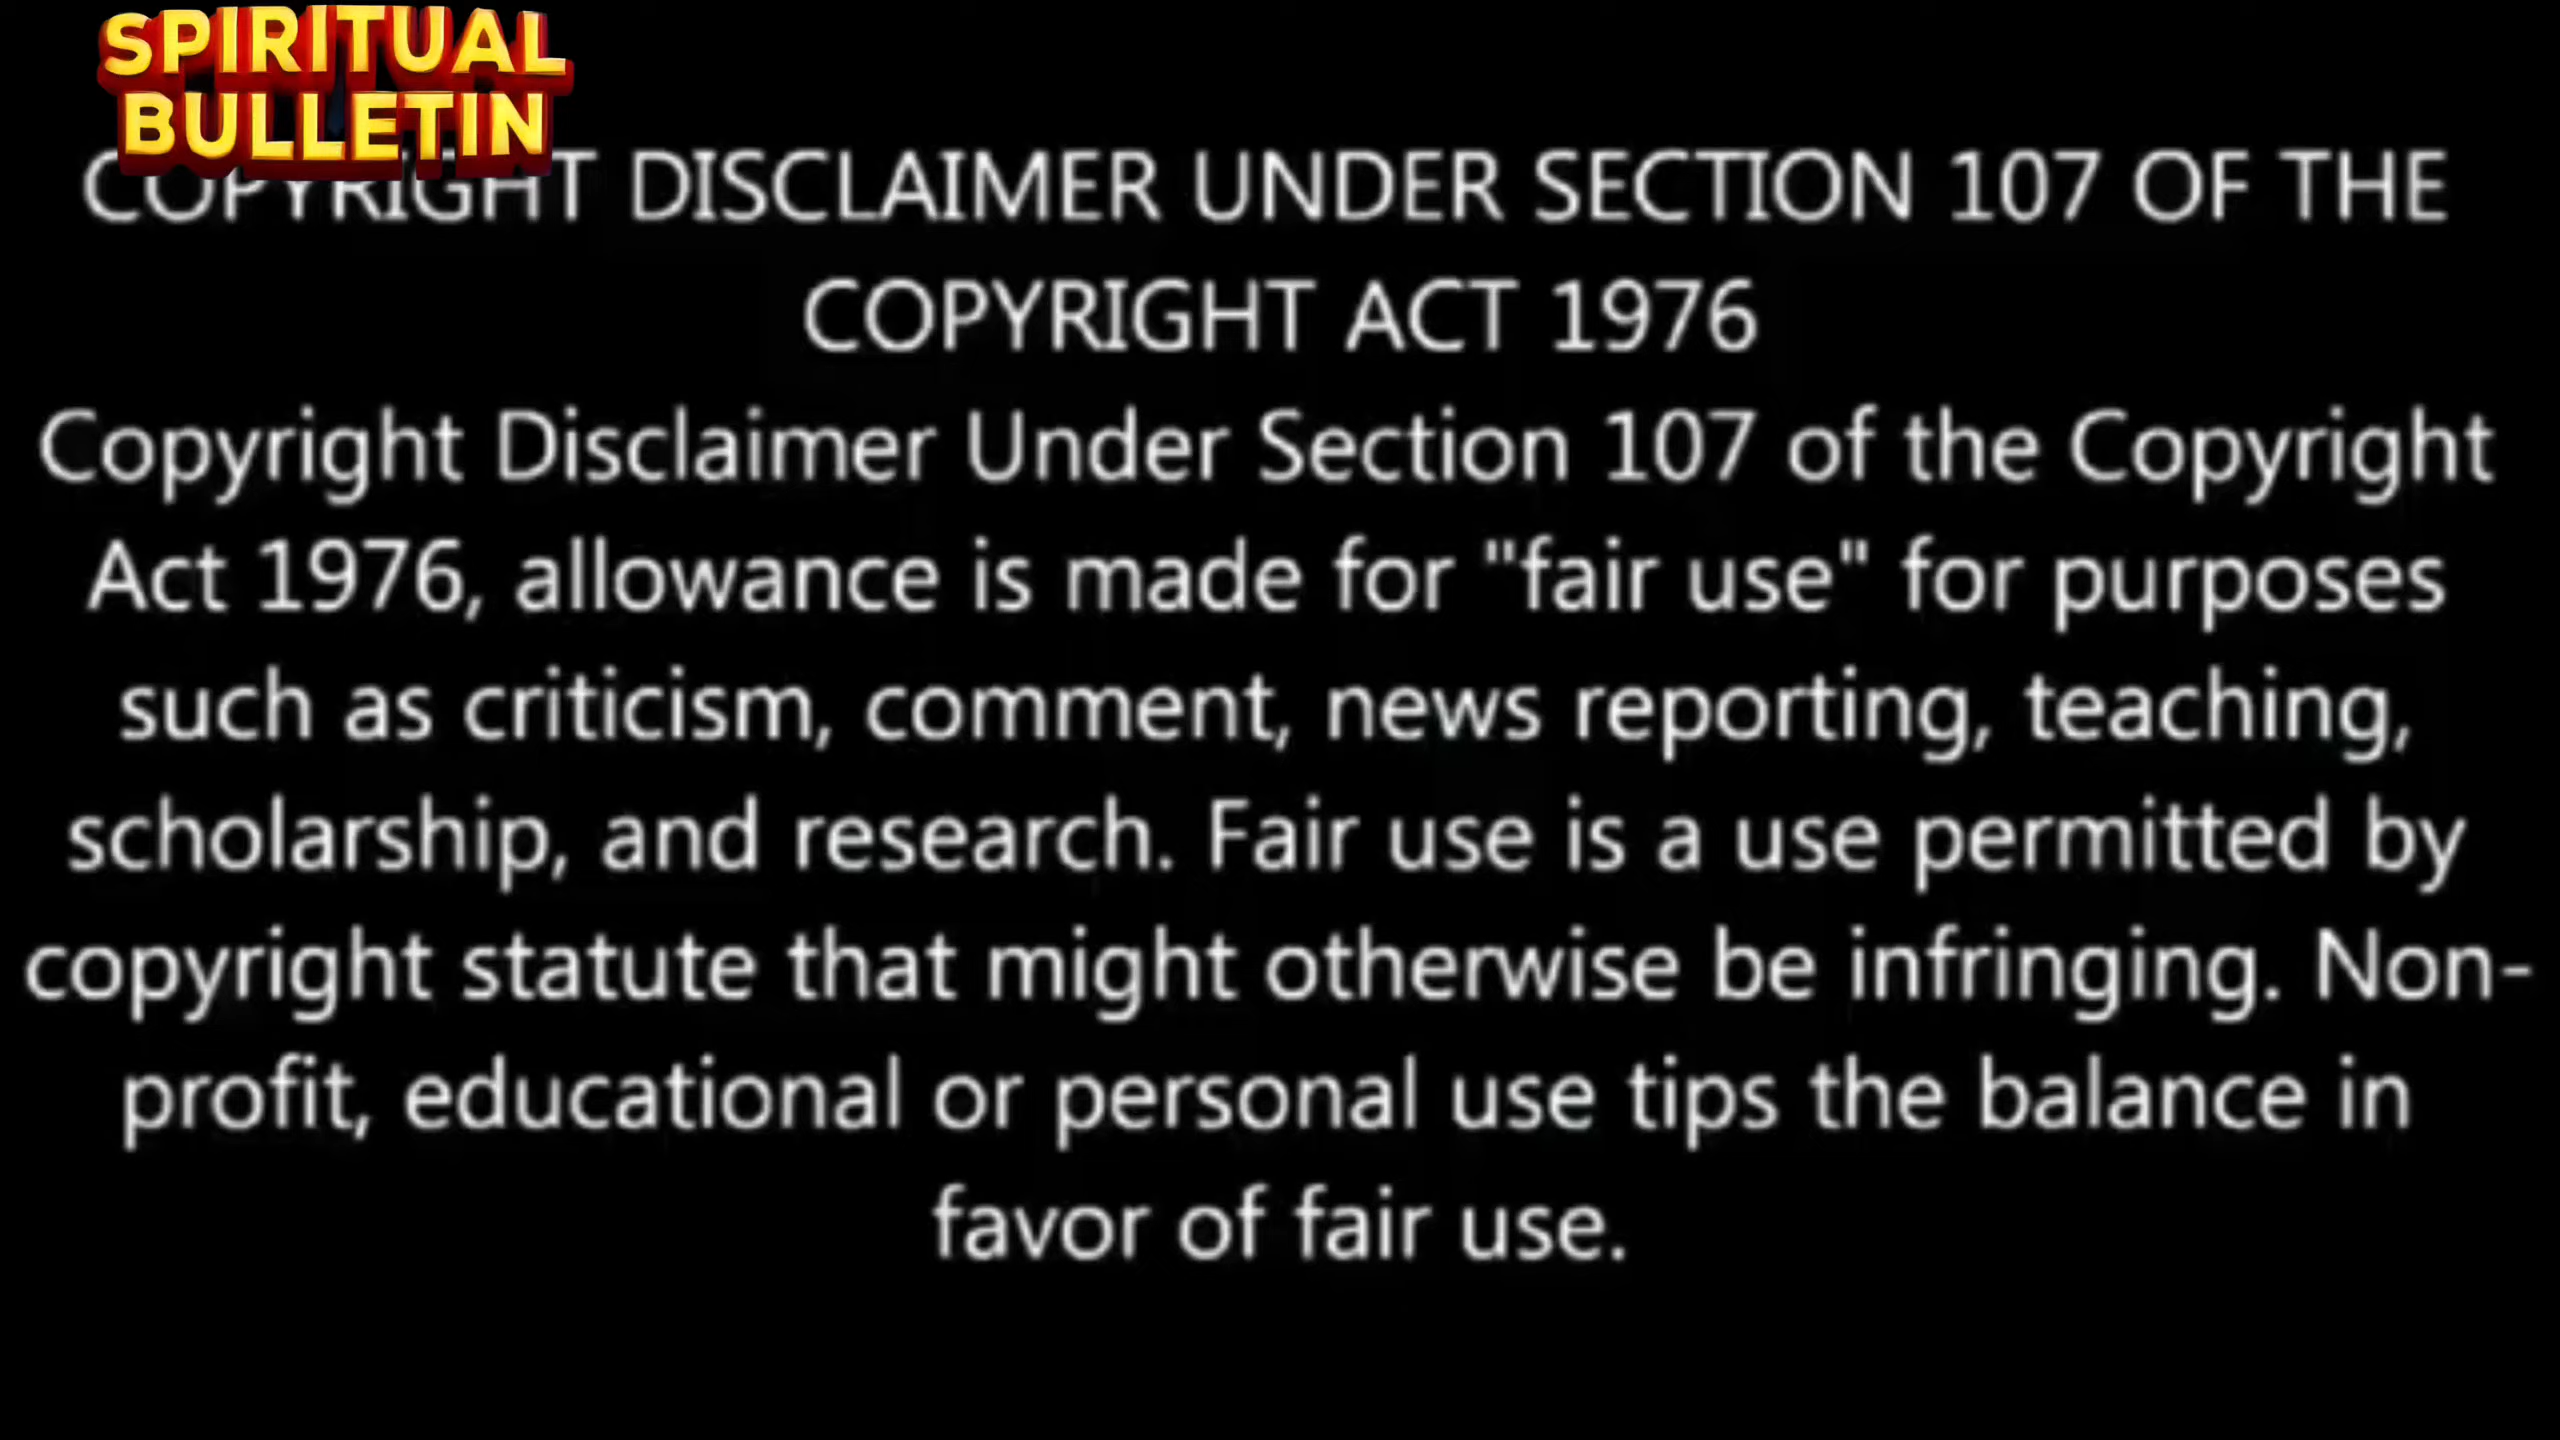 SPIRITUAL
BULLETIN
COPYRIGHT DISCLAIMER UNDER SECTION 107 OF THE
COPYRIGHT ACT 1976
Copyright Disclaimer Under Section 107 of the Copyright
Act 1976, allowance is made for "fair use" for purposes
such as criticism, comment, news reporting, teaching,
scholarship, and research. Fair use is a use permitted by
copyright statute that might otherwise be infringing. Non-
profit, educational or personal use tips the balance in
favor of fair use.